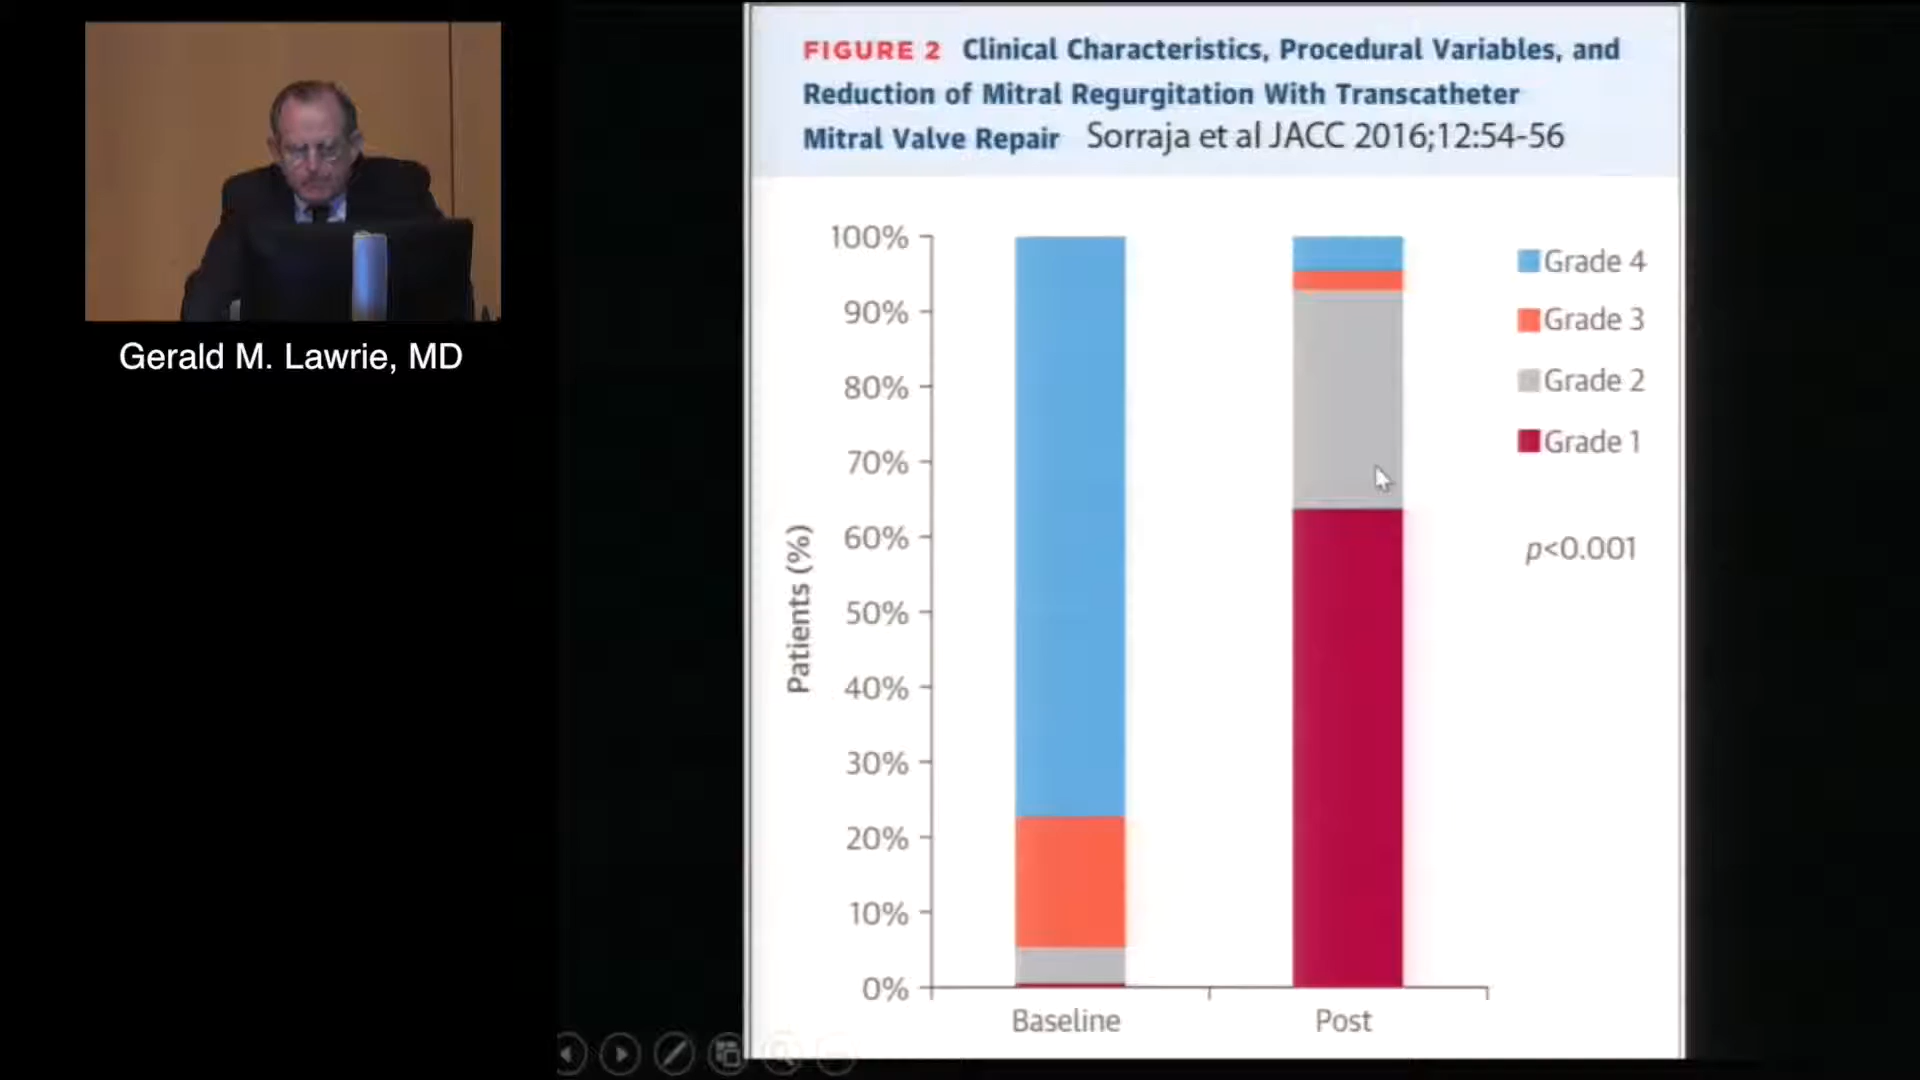 FIGURE 2 Clinical Characteristics, Procedural Variables, and
Reduction of Mitral Regurgitation With Transcatheter
Mitral Valve Repair Sorraja et al JACC 2016;12:54-56
Gerald M. Lawrie, MD
Patients (%)
100%
90%
80%
70%
60%
50%
40%
30%
20%
10%
0%
Baseline
Post
Grade 4
Grade 3
Grade 2
Grade 1
p<0.001